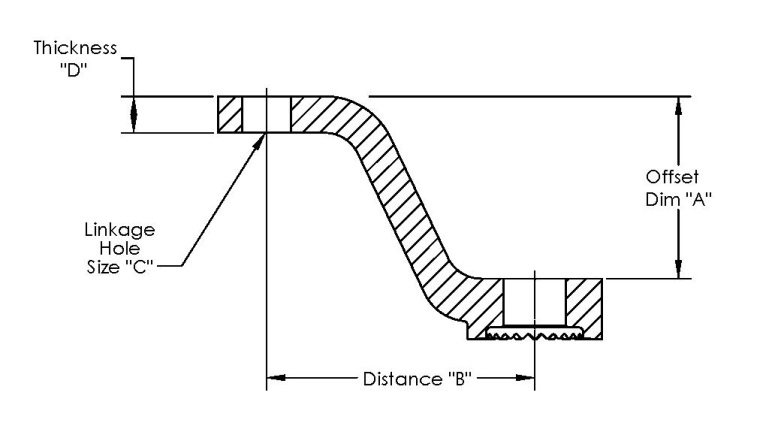 Thickness
"D"
Offset
Dim "A"
Linkage
Hole
Size "C"
Distance "B"